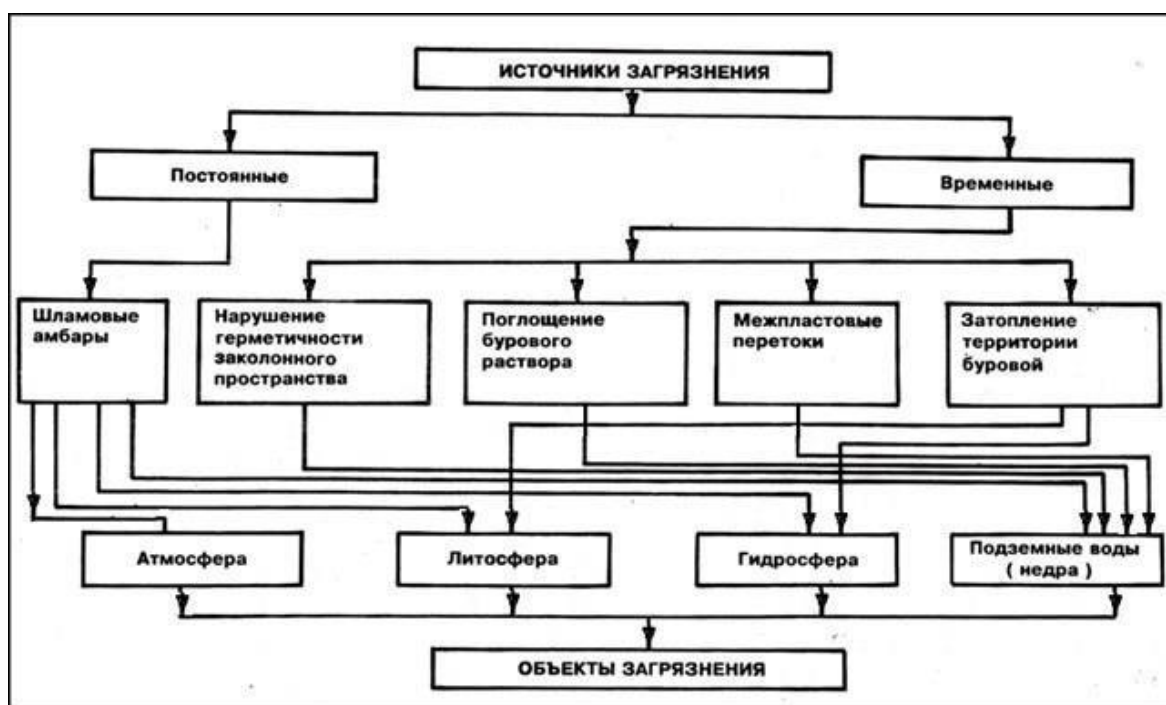 ИСТОЧНИКИ ЗАГРЯЗНЕНИЯ
Постоянные
Временные
Шламовые
амбары
Нарушение
герметичности
заколонного
пространства
Поглощение
бурового
раствора
Межпластовые
перетоки
Затопление
территории
буровой
Атмосфера
Литосфера
Гидросфера
Подземные воды
( недра )
ОБЪЕКТЫ ЗАГРЯЗНЕНИЯ